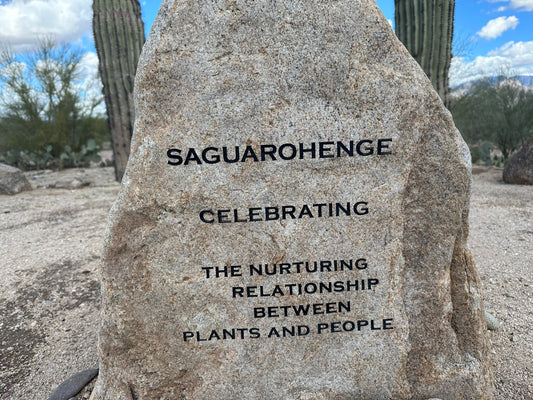 SAGUAROHENGE
CELEBRATING
THE NURTURING
RELATIONSHIP
BETWEEN
PLANTS AND PEOPLE